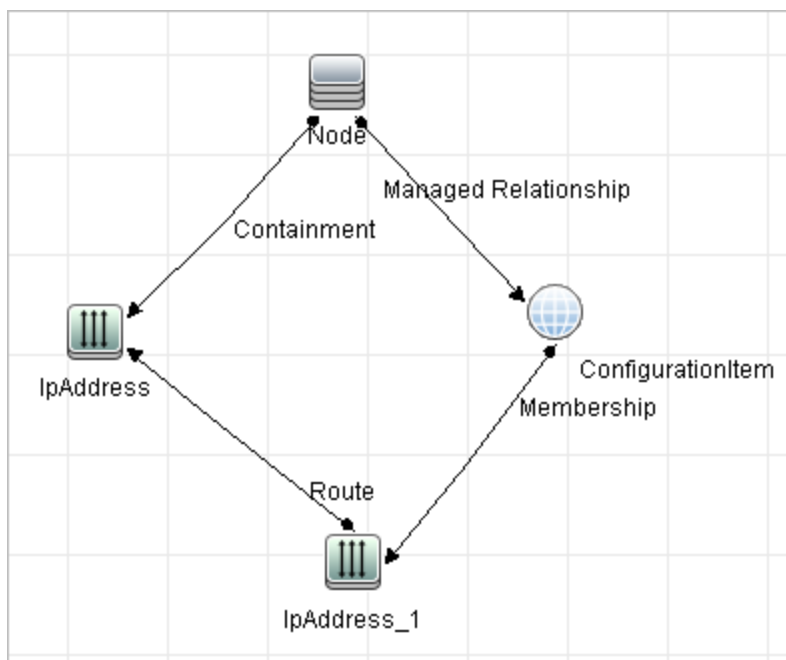 Node
Managed Relationship
Containment
ConfigurationItem
IpAddress
Membership
Route
IpAddress_1